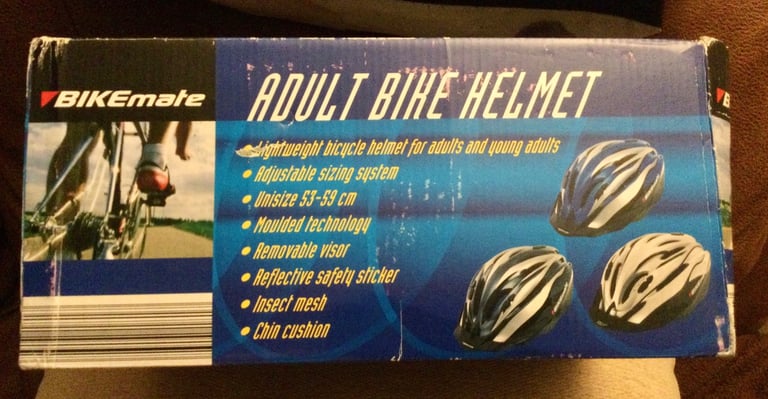 BIKEmate
ADULT BIKE HELMET
• Lightweight bicycle helmet for adults and young adults
• Adjustable sizing system
• Unisize 53-59 cm
• Moulded technology
• Removable visor
• Reflective safety sticker
• Insect mesh
• Chin cushion